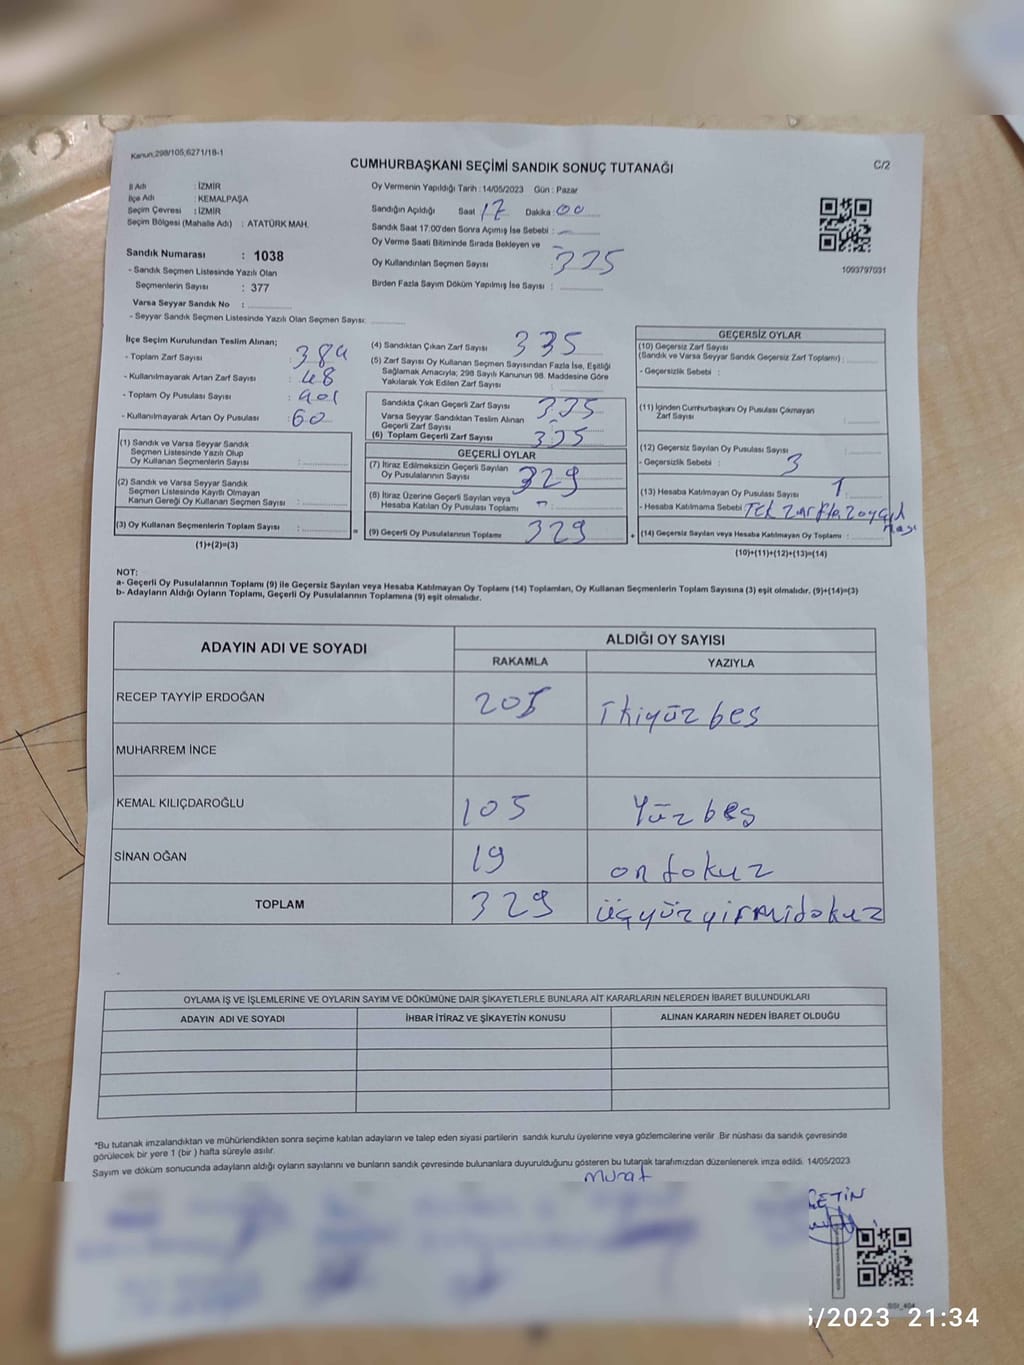 Kanun;298/105;6271/18-1
CUMHURBAŞKANI SEÇİMİ SANDIK SONUÇ TUTANAĞI
C/2
İl Adı : İZMİR
İlçe Adı : KEMALPAŞA
Seçim Çevresi : İZMİR
Seçim Bölgesi (Mahalle Adı) : ATATÜRK MAH.
Sandık Numarası : 1038
- Sandık Seçmen Listesinde Yazılı Olan
Seçmenlerin Sayısı : 377
Varsa Seyyar Sandık No :
- Seyyar Sandık Seçmen Listesinde Yazılı Olan Seçmen Sayısı:
Oy Vermenin Yapıldığı Tarih : 14/05/2023 Gün : Pazar
Sandığın Açıldığı Saat 17 Dakika :00
Sandık Saat 17:00'den Sonra Açımış İse Sebebi :
Oy Verme Saati Bitiminde Sırada Bekleyen ve
Oy Kullandırılan Seçmen Sayısı : 335
Birden Fazla Sayım Döküm Yapılmış İse Sayısı :
1093797031
İlçe Seçim Kurulundan Teslim Alınan;
- Toplam Zarf Sayısı :
- Kullanılmayarak Artan Zarf Sayısı : 48
- Toplam Oy Pusulası Sayısı : 401
- Kullanılmayarak Artan Oy Pusulası : 60
(1) Sandık ve Varsa Seyyar Sandık
Seçmen Listesinde Yazılı Olup
Oy Kullanan Seçmenlerin Sayısı :
(2) Sandık ve Varsa Seyyar Sandık
Seçmen Listesinde Kayıtlı Olmayan
Kanun Gereği Oy Kullanan Seçmen Sayısı :
(3) Oy Kullanan Seçmenlerin Toplam Sayısı :
(1)+(2)=(3)
(4) Sandıktan Çıkan Zarf Sayısı : 335
(5) Zarf Sayısı Oy Kullanan Seçmen Sayısından Fazla İse, Eşitliği
Sağlamak Amacıyla; 298 Sayılı Kanunun 98. Maddesine Göre
Yakılarak Yok Edilen Zarf Sayısı :
Sandıkta Çıkan Geçerli Zarf Sayısı : 335
Varsa Seyyar Sandıktan Teslim Alınan
Geçerli Zarf Sayısı :
(6) Toplam Geçerli Zarf Sayısı : 335
GEÇERLİ OYLAR
(7) İtiraz Edilmeksizin Geçerli Sayılan
Oy Pusulalarının Sayısı : 329
(8) İtiraz Üzerine Geçerli Sayılan veya
Hesaba Katılan Oy Pusulası Toplamı :
= (9) Geçerli Oy Pusulalarının Toplamı : 329
GEÇERSİZ OYLAR
(10) Geçersiz Zarf Sayısı
(Sandık ve Varsa Seyyar Sandık Geçersiz Zarf Toplamı) :
- Geçersizlik Sebebi :
(11) İçinden Cumhurbaşkanı Oy Pusulası Çıkmayan
Zarf Sayısı :
(12) Geçersiz Sayılan Oy Pusulası Sayısı :
- Geçersizlik Sebebi : 3
(13) Hesaba Katılmayan Oy Pusulası Sayısı : 1
- Hesaba Katılmama Sebebi : Tek zarfta 2 oy
+ (14) Geçersiz Sayılan veya Hesaba Katılmayan Oy Toplamı :
(10)+(11)+(12)+(13)=(14)
NOT:
a- Geçerli Oy Pusulalarının Toplamı (9) ile Geçersiz Sayılan veya Hesaba Katılmayan Oy Toplamı (14) Toplamları, Oy Kullanan Seçmenlerin Toplam Sayısına (3) eşit olmalıdır. (9)+(14)=(3)
b- Adayların Aldığı Oyların Toplamı, Geçerli Oy Pusulalarının Toplamına (9) eşit olmalıdır.
ADAYIN ADI VE SOYADI
ALDIĞI OY SAYISI
RAKAMLA YAZIYLA
RECEP TAYYİP ERDOĞAN 205 İkiyüz beş
MUHARREM İNCE
KEMAL KILIÇDAROĞLU 105 Yüz beş
SİNAN OĞAN 19 on dokuz
TOPLAM 329 üçyüzyirmidokuz
OYLAMA İŞ VE İŞLEMLERİNE VE OYLARIN SAYIM VE DÖKÜMÜNE DAİR ŞİKAYETLERLE BUNLARA AİT KARARLARIN NELERDEN İBARET BULUNDUKLARI
ADAYIN ADI VE SOYADI İHBAR İTİRAZ VE ŞİKAYETİN KONUSU ALINAN KARARIN NEDEN İBARET OLDUĞU
*Bu tutanak imzalandıktan ve mühürlendikten sonra seçime katılan adayların ve talep eden siyasi partilerin sandık kurulu üyelerine veya gözlemcilerine verilir .Bir nüshası da sandık çevresinde
görülecek bir yere 1 (bir ) hafta süreyle asılır.
Sayım ve döküm sonucunda adayların aldığı oyların sayılarını ve bunların sandık çevresinde bulunanlara duyurulduğunu gösteren bu tutanak tarafımızdan düzenlenerek imza edildi. 14/05/2023
Murat
ÇETİN
5/2023 21:34